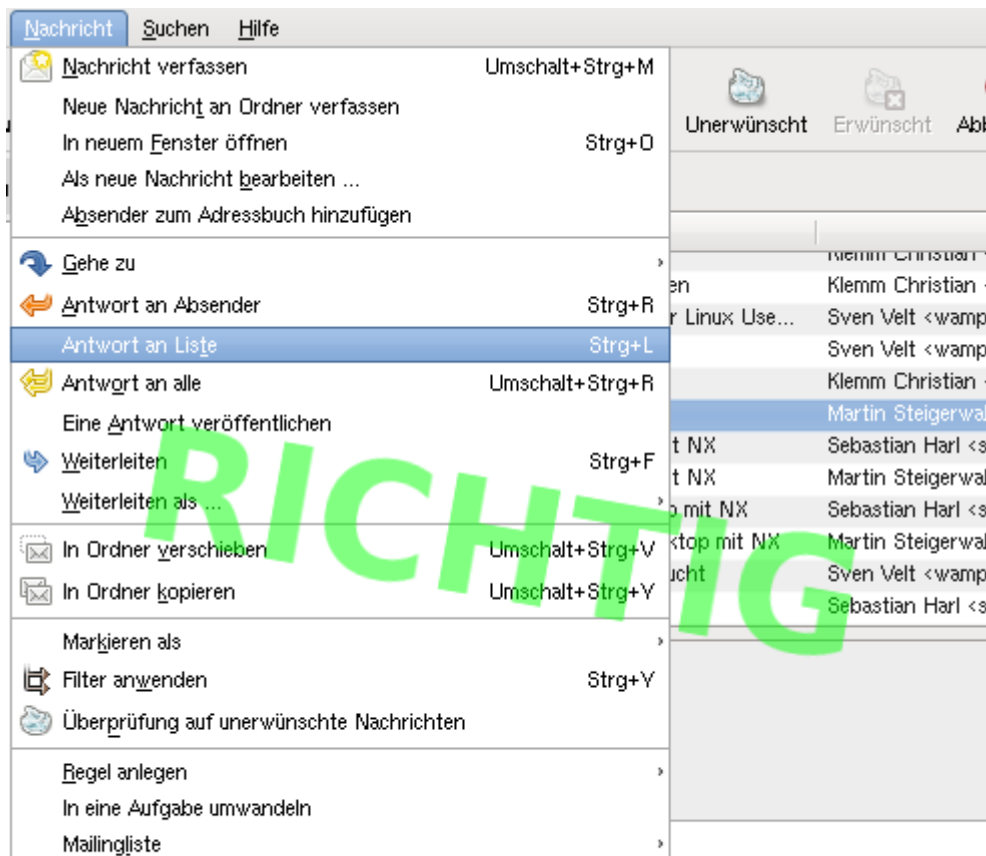 Nachricht Suchen Hilfe
Nachricht verfassen Umschalt+Strg+M
Neue Nachricht an Ordner verfassen
Unerwünscht Erwünscht
In neuem Fenster öffnen Strg+O
Als neue Nachricht bearbeiten ...
Absender zum Adressbuch hinzufügen
Gehe zu
Klemm Christian
Antwort an Absender Strg+R
Klemm Christian <
r Linux Use... Sven Velt <wamp
Antwort an Liste Strg+L
Sven Velt <wamp
Antwort an alle Umschalt+Strg+R
Klemm Christian <
Eine Antwort veröffentlichen
Martin Steigerwal
Weiterleiten Strg+F
t NX Sebastian Harl <s
Weiterleiten als ...
t NX Martin Steigerwal
mit NX Sebastian Harl <s
In Ordner verschieben Umschalt+Strg+V
ktop mit NX Martin Steigerwal
ucht Sven Velt <wamp
In Ordner kopieren Umschalt+Strg+Y
Sebastian Harl <s
RICHTIG
Markieren als
Filter anwenden Strg+Y
Überprüfung auf unerwünschte Nachrichten
Regel anlegen
In eine Aufgabe umwandeln
Mailingliste